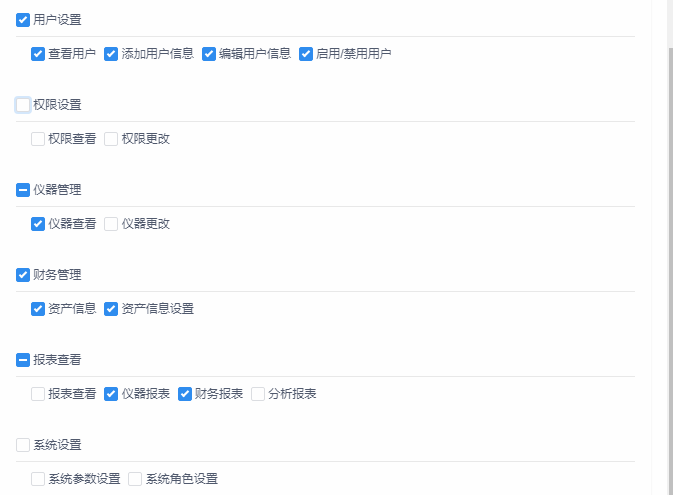 用户设置
查看用户 添加用户信息 编辑用户信息 启用/禁用用户
权限设置
权限查看 权限更改
仪器管理
仪器查看 仪器更改
财务管理
资产信息 资产信息设置
报表查看
报表查看 仪器报表 财务报表 分析报表
系统设置
系统参数设置 系统角色设置